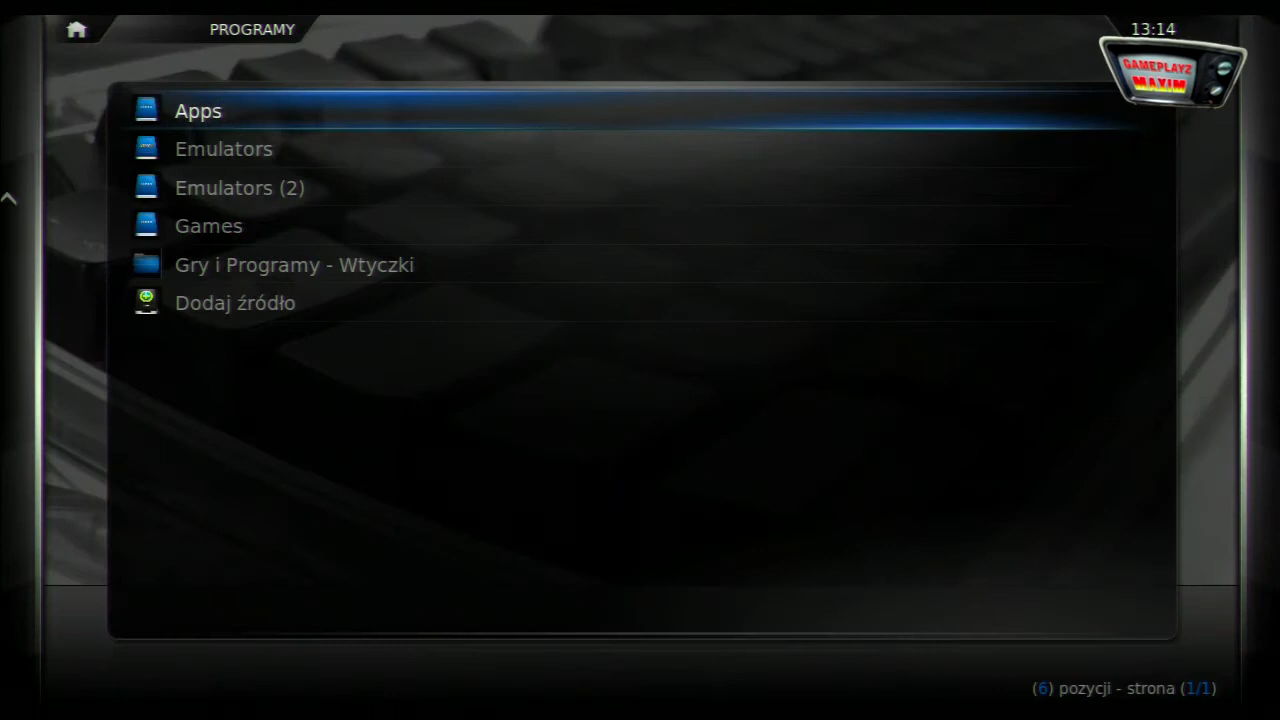 PROGRAMY
13:14
GAMEPLAYZ
MAXIM
Apps
Emulators
Emulators (2)
Games
Gry i Programy - Wtyczki
Dodaj źródło
(6) pozycji - strona (1/1)